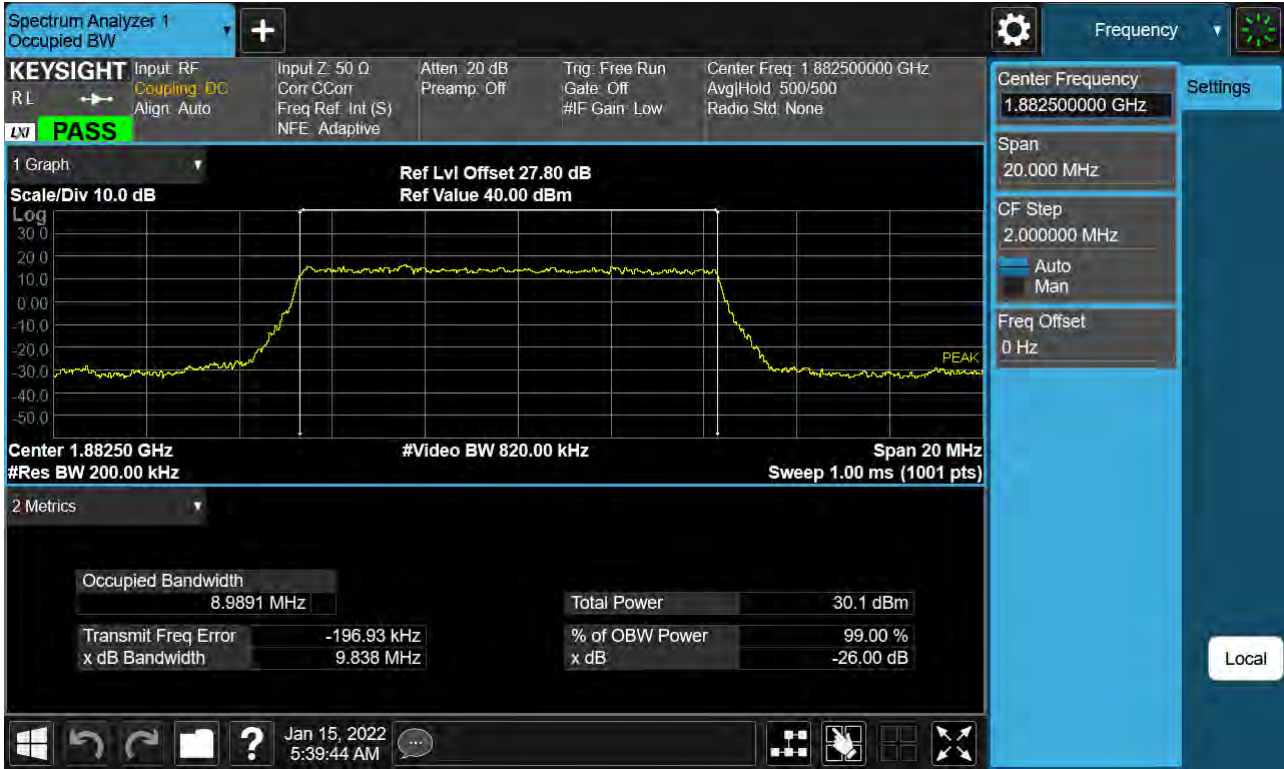 Spectrum Analyzer 1
Occupied BW
Frequency
KEYSIGHT
RL
LXI PASS
Input: RF
Coupling: DC
Align: Auto
Input Z: 50 Ω
Corr CCorr
Freq Ref: Int (S)
NFE: Adaptive
Atten: 20 dB
Preamp: Off
Trig: Free Run
Gate: Off
#IF Gain: Low
Center Freq: 1.882500000 GHz
Avg|Hold: 500/500
Radio Std: None
Center Frequency
1.882500000 GHz
Settings
Span
20.000 MHz
CF Step
2.000000 MHz
Auto
Man
Freq Offset
0 Hz
1 Graph
Scale/Div 10.0 dB
Ref Lvl Offset 27.80 dB
Ref Value 40.00 dBm
Log
30.0
20.0
10.0
0.00
-10.0
-20.0
-30.0
-40.0
-50.0
PEAK
Center 1.88250 GHz
#Video BW 820.00 kHz
Span 20 MHz
#Res BW 200.00 kHz
Sweep 1.00 ms (1001 pts)
2 Metrics
Occupied Bandwidth
8.9891 MHz
Total Power 30.1 dBm
Transmit Freq Error -196.93 kHz
% of OBW Power 99.00 %
x dB Bandwidth 9.838 MHz
x dB -26.00 dB
Local
?
Jan 15, 2022
5:39:44 AM